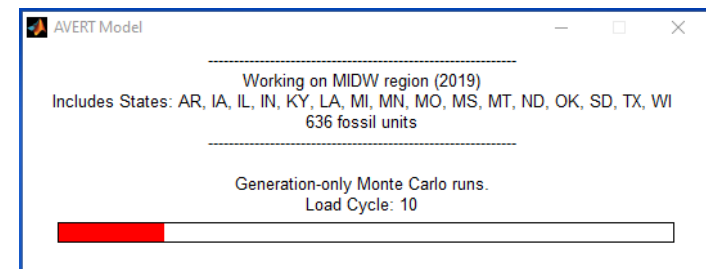 AVERT Model
Working on MIDW region (2019)
Includes States: AR, IA, IL, IN, KY, LA, MI, MN, MO, MS, MT, ND, OK, SD, TX, WI
636 fossil units
Generation-only Monte Carlo runs.
Load Cycle: 10